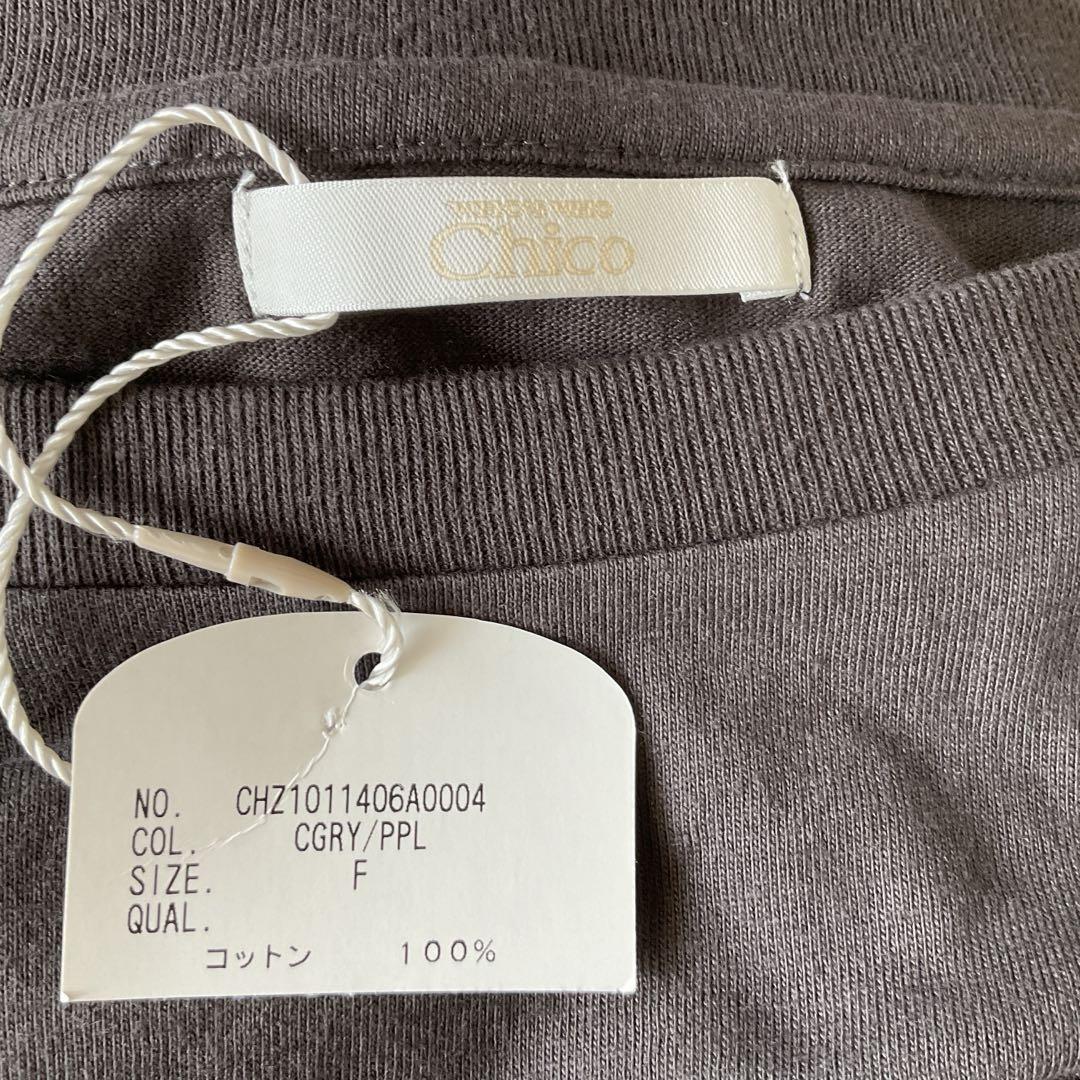 Chico
NO. CHZ1011406A0004
COL. CGRY/PPL
SIZE. F
QUAL.
コットン 100%